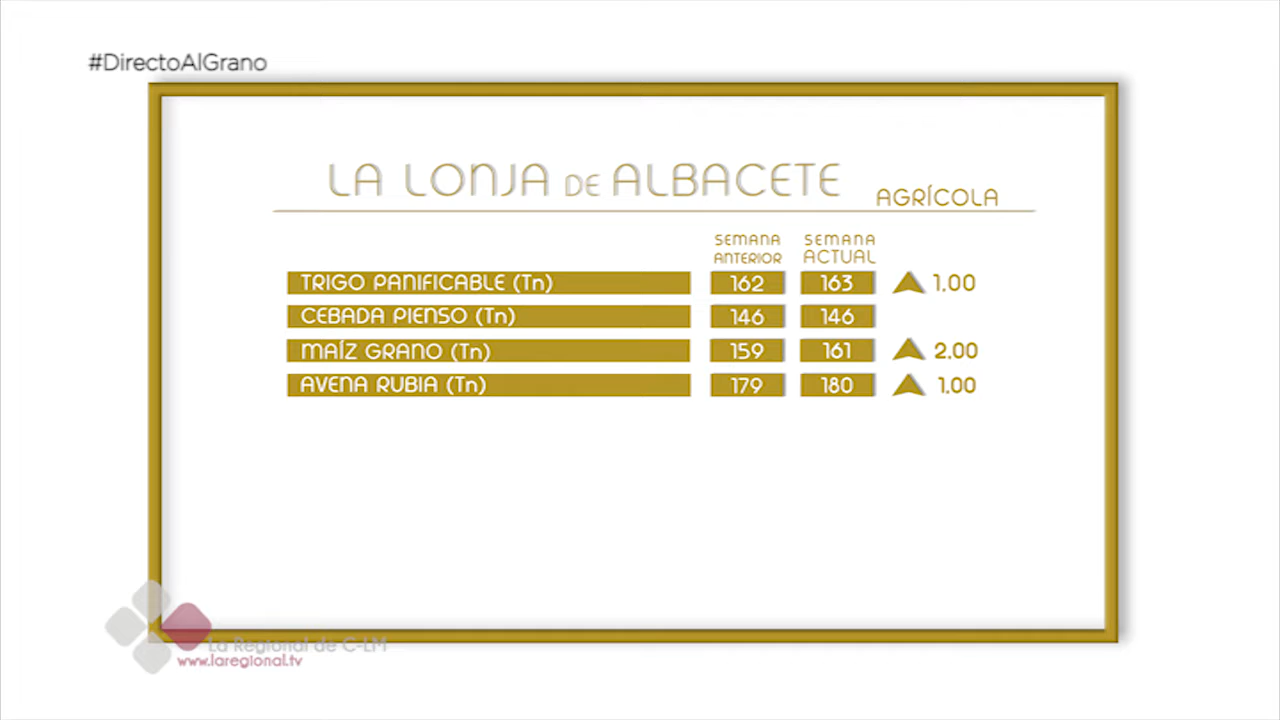 #DirectoAlGrano
LA LONJA DE ALBACETE AGRÍCOLA
SEMANA ANTERIOR SEMANA ACTUAL
TRIGO PANIFICABLE (Tn) 162 163 1.00
CEBADA PIENSO (Tn) 146 146
MAÍZ GRANO (Tn) 159 161 2.00
AVENA RUBIA (Tn) 179 180 1.00
La Regional de C-LM
www.laregional.tv